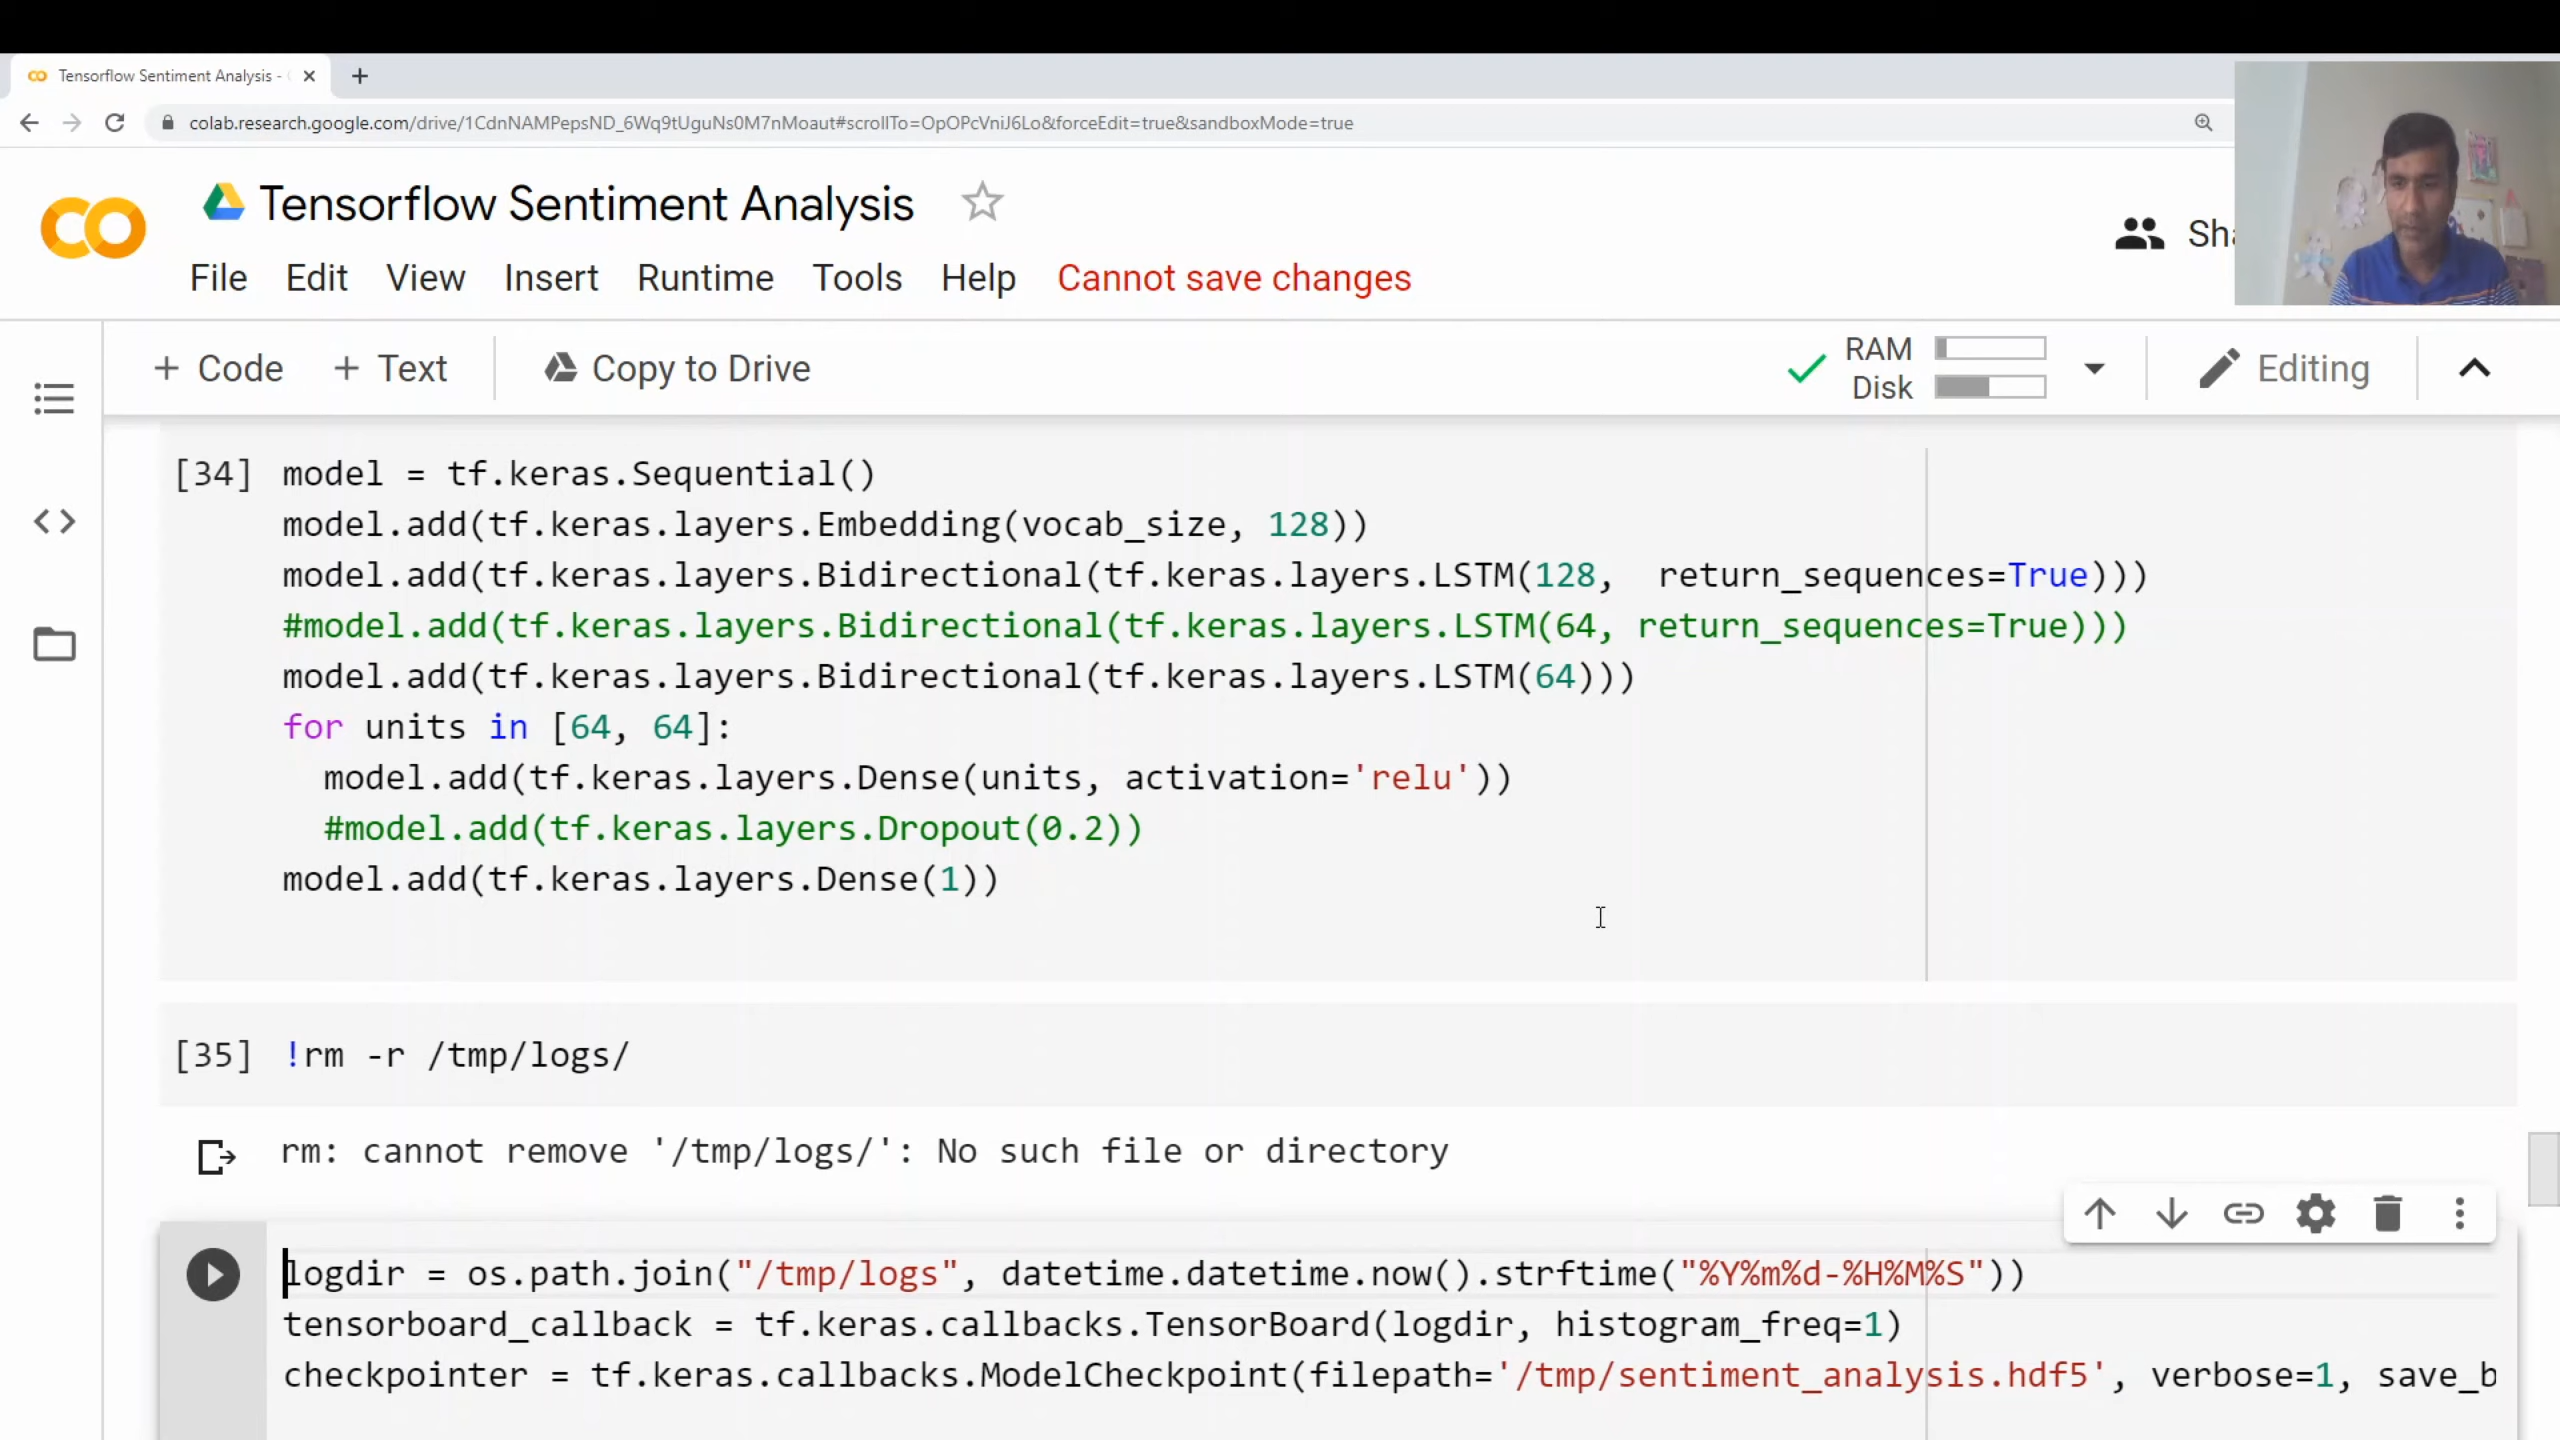 Tensorflow Sentiment Analysis -
colab.research.google.com/drive/1CdnNAMPepsND_6Wq9tUguNs0M7nMoaut#scrollTo=OpOPcVniJ6Lo&forceEdit=true&sandboxMode=true
Tensorflow Sentiment Analysis
File Edit View Insert Runtime Tools Help Cannot save changes
+ Code + Text Copy to Drive
RAM
Disk
Editing
[34] model = tf.keras.Sequential()
model.add(tf.keras.layers.Embedding(vocab_size, 128))
model.add(tf.keras.layers.Bidirectional(tf.keras.layers.LSTM(128,  return_sequences=True)))
#model.add(tf.keras.layers.Bidirectional(tf.keras.layers.LSTM(64, return_sequences=True)))
model.add(tf.keras.layers.Bidirectional(tf.keras.layers.LSTM(64)))
for units in [64, 64]:
  model.add(tf.keras.layers.Dense(units, activation='relu'))
  #model.add(tf.keras.layers.Dropout(0.2))
model.add(tf.keras.layers.Dense(1))
[35] !rm -r /tmp/logs/
rm: cannot remove '/tmp/logs/': No such file or directory
logdir = os.path.join("/tmp/logs", datetime.datetime.now().strftime("%Y%m%d-%H%M%S"))
tensorboard_callback = tf.keras.callbacks.TensorBoard(logdir, histogram_freq=1)
checkpointer = tf.keras.callbacks.ModelCheckpoint(filepath='/tmp/sentiment_analysis.hdf5', verbose=1, save_b